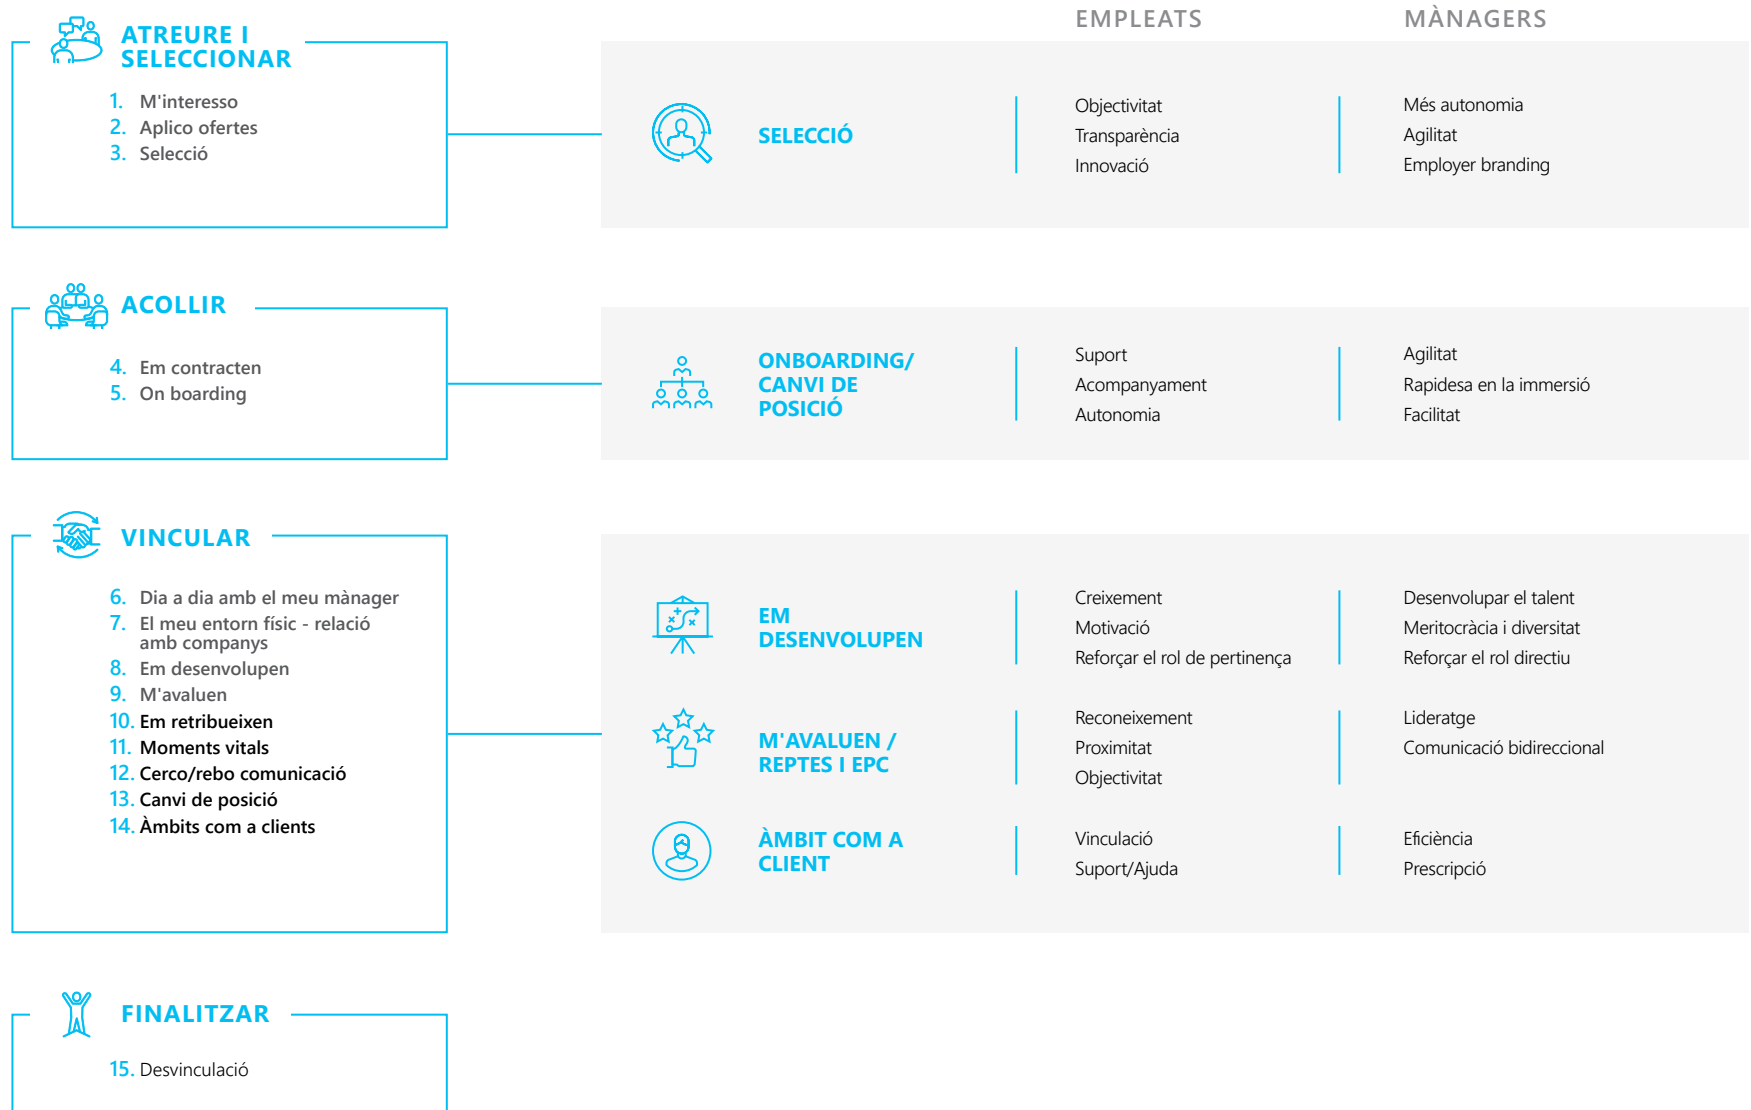 EMPLEATS
MÀNAGERS
ATREURE I
SELECCIONAR
1. M'interesso
2. Aplico ofertes
3. Selecció
SELECCIÓ
Objectivitat
Transparència
Innovació
Més autonomia
Agilitat
Employer branding
ACOLLIR
4. Em contracten
5. On boarding
ONBOARDING/
CANVI DE
POSICIÓ
Suport
Acompanyament
Autonomia
Agilitat
Rapidesa en la immersió
Facilitat
VINCULAR
6. Dia a dia amb el meu mànager
7. El meu entorn físic - relació
amb companys
8. Em desenvolupen
9. M'avaluen
10. Em retribueixen
11. Moments vitals
12. Cerco/rebo comunicació
13. Canvi de posició
14. Àmbits com a clients
EM
DESENVOLUPEN
Creixement
Motivació
Reforçar el rol de pertinença
Desenvolupar el talent
Meritocràcia i diversitat
Reforçar el rol directiu
M'AVALUEN /
REPTES I EPC
Reconeixement
Proximitat
Objectivitat
Lideratge
Comunicació bidireccional
ÀMBIT COM A
CLIENT
Vinculació
Suport/Ajuda
Eficiència
Prescripció
FINALITZAR
15. Desvinculació